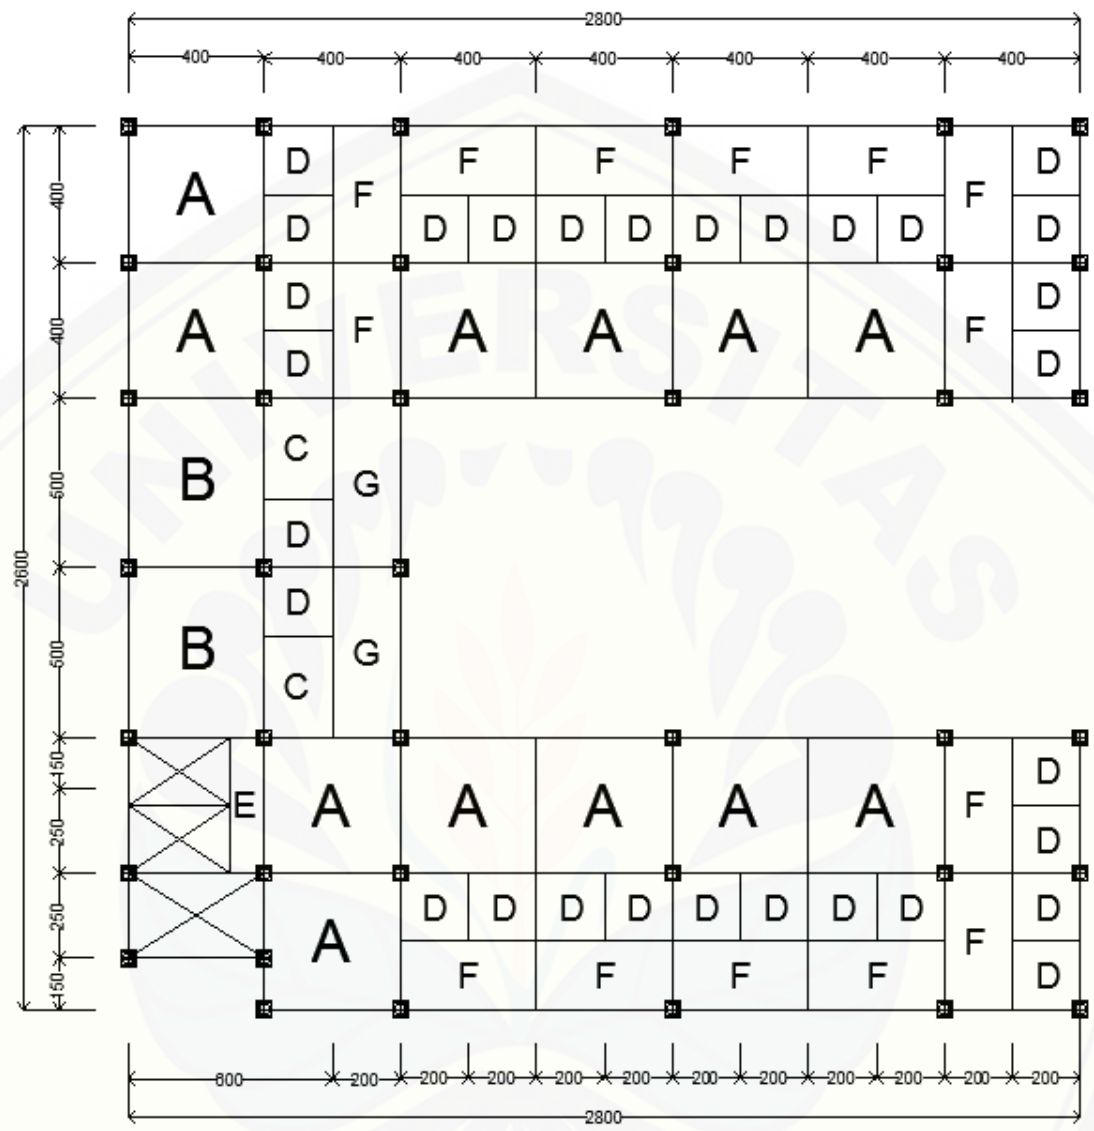 2800
400 400 400 400 400 400 400
A D F F F F F F D
400
D D D D D D D D D D
D D
400 A F A A A A F
D D
C
500 B G
D
2600
D
500 B G
C
150 D
E A A A A A F
250 D
D D D D D D D D D
250
A F
150 F F F F D
600 200 200 200 200 200 200 200 200 200 200 200
2800
UNIVERSITAS